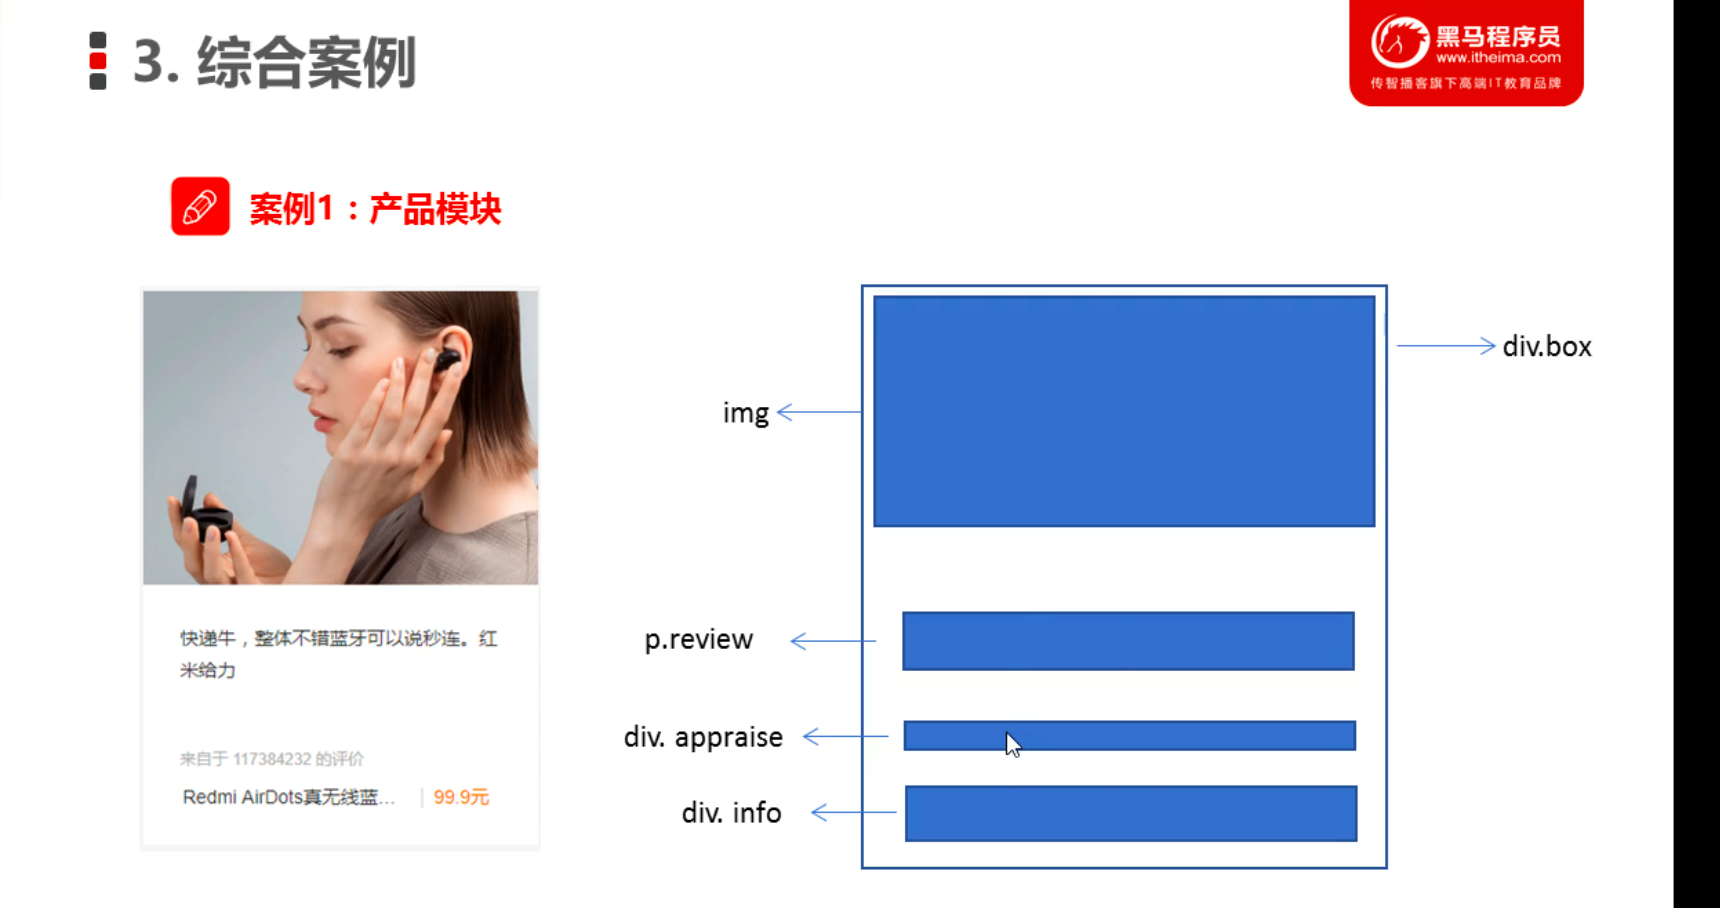 3. 综合案例
黑马程序员
www.itheima.com
传智播客旗下高端IT教育品牌
案例1：产品模块
快递牛，整体不错蓝牙可以说秒连。红
米给力
来自于 117384232 的评价
Redmi AirDots真无线蓝... 99.9元
div.box
img
p.review
div. appraise
div. info